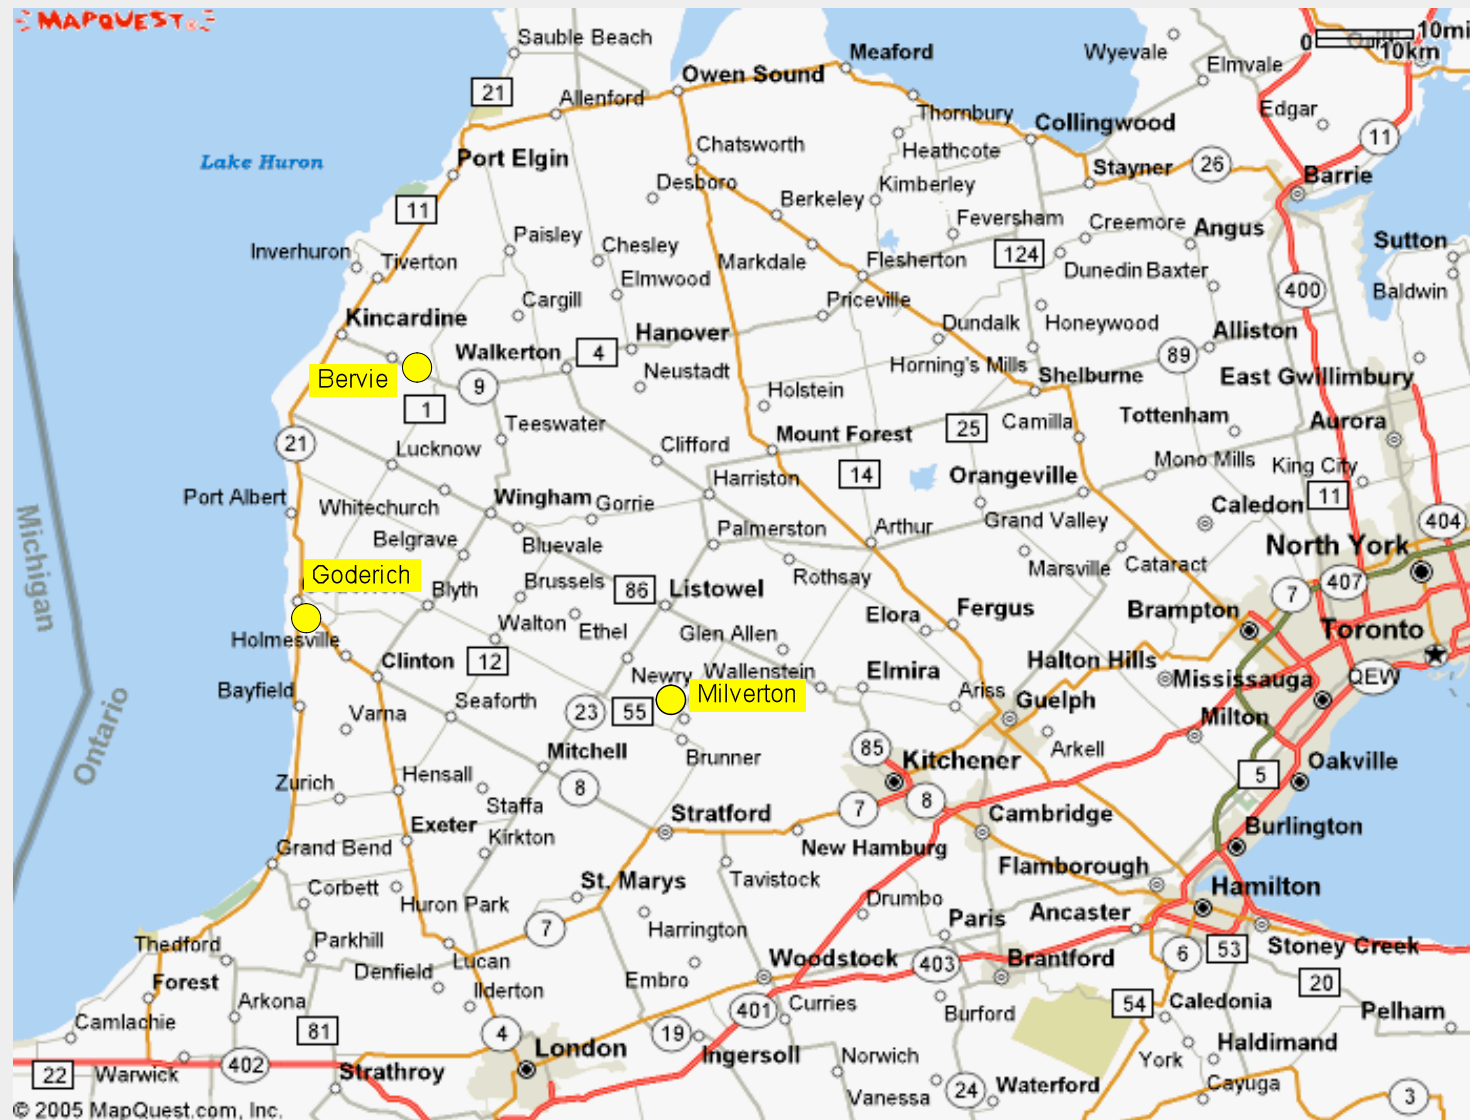 MAPQUEST
Sauble Beach
Meaford
Wyevale
0
10mi
10km
Owen Sound
Elmvale
21
Allenford
Thornbury
Edgar
Collingwood
11
Chatsworth
Heathcote
Lake Huron
Port Elgin
Stayner
26
Barrie
Desboro
Kimberley
Berkeley
11
Feversham
Creemore
Angus
Paisley
Chesley
Sutton
Inverhuron
Tiverton
Markdale
Flesherton
124
Dunedin
Baxter
Elmwood
400
Baldwin
Cargill
Priceville
Kincardine
Hanover
Dundalk
Honeywood
Alliston
Walkerton
4
89
Bervie
9
Neustadt
Horning's Mills
Shelburne
East Gwillimbury
1
Holstein
Teeswater
Tottenham
Aurora
21
Lucknow
Clifford
Mount Forest
25
Camilla
Mono Mills
King City
Harriston
14
Orangeville
Port Albert
Whitechurch
Wingham
Gorrie
Caledon
11
Michigan
Palmerston
Arthur
Grand Valley
404
Belgrave
Bluevale
North York
Goderich
Brussels
Rothsay
Marsville
Cataract
407
Blyth
86
Listowel
7
Walton
Ethel
Elora
Fergus
Brampton
Holmesville
Glen Allen
Toronto
Clinton
12
Newry
Wallenstein
Elmira
Halton Hills
Mississauga
QEW
Bayfield
Seaforth
Milverton
Ariss
Guelph
Ontario
Varna
23
55
Milton
Mitchell
Brunner
85
Kitchener
Arkell
Oakville
Zurich
Hensall
8
5
Staffa
7
8
Exeter
Stratford
Cambridge
Burlington
Kirkton
Grand Bend
New Hamburg
Flamborough
Corbett
St. Marys
Tavistock
Hamilton
Huron Park
Drumbo
7
Harrington
Paris
Ancaster
Thedford
Parkhill
Stoney Creek
Lucan
Woodstock
403
Brantford
6
53
Denfield
Embro
Forest
Ilderton
20
Arkona
401
Curries
Burford
54
Caledonia
Pelham
Camlachie
81
4
19
London
Ingersoll
Norwich
York
Haldimand
402
22
Warwick
Strathroy
Vanessa
24
Waterford
Cayuga
3
© 2005 MapQuest.com, Inc.